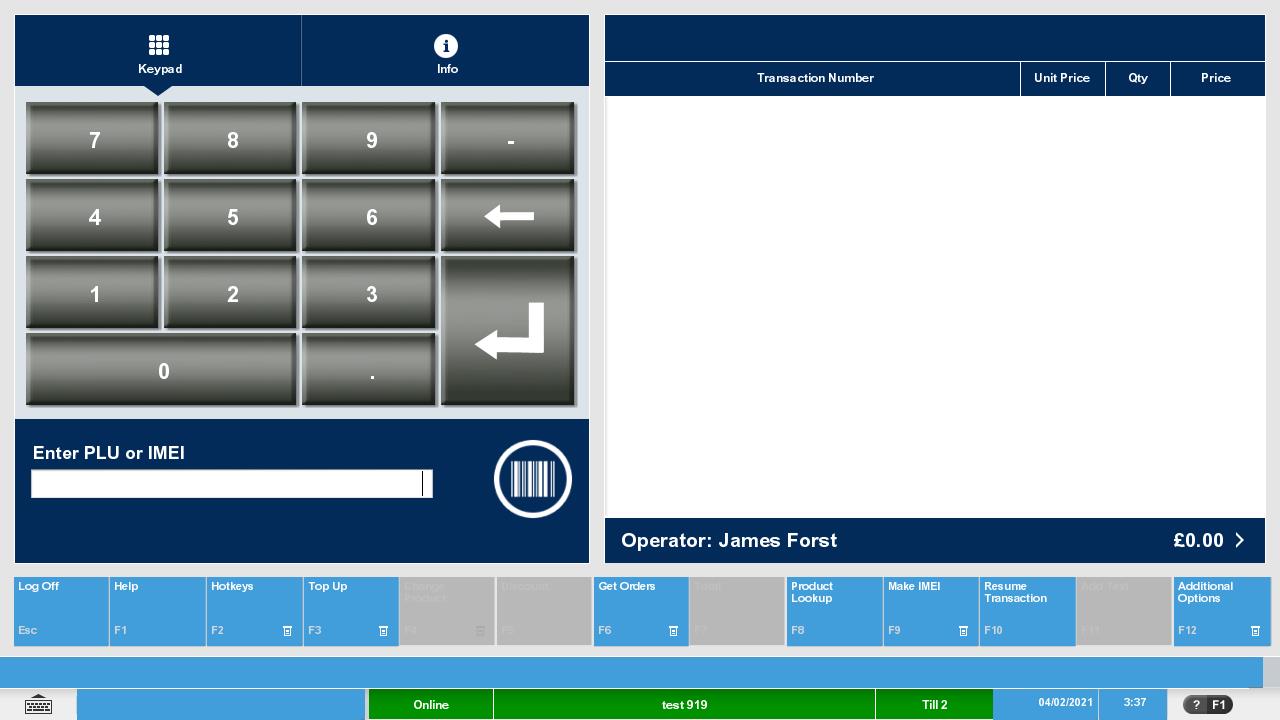 Keypad
Info
7
8
9
-
4
5
6
1
2
3
0
.
Enter PLU or IMEI
Transaction Number
Unit Price
Qty
Price
Operator: James Forst
£0.00
Log Off
Esc
Help
F1
Hotkeys
F2
Top Up
F3
Change
Product
F4
Discount
F5
Get Orders
F6
Total
F7
Product
Lookup
F8
Make IMEI
F9
Resume
Transaction
F10
Add Text
F11
Additional
Options
F12
Online
test 919
Till 2
04/02/2021
3:37
? F1